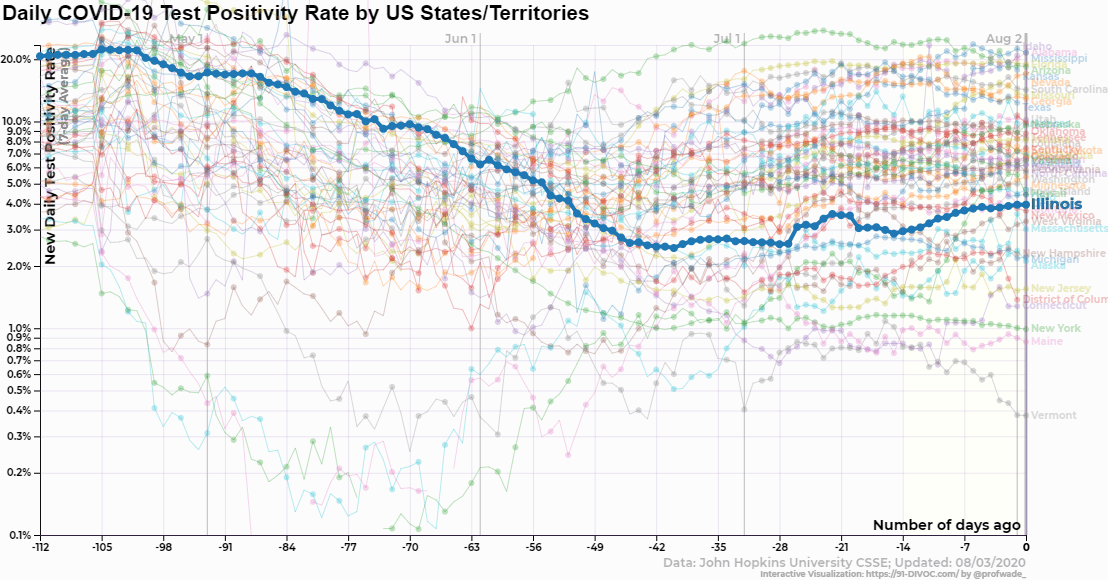 Daily COVID-19 Test Positivity Rate by US States/Territories
May 1
Jun 1
Jul 1
Aug 2
New Daily Test Positivity Rate
(7-day Average)
20.0%
10.0%
9.0%
8.0%
7.0%
6.0%
5.0%
4.0%
3.0%
2.0%
1.0%
0.9%
0.8%
0.7%
0.6%
0.5%
0.4%
0.3%
0.2%
0.1%
Idaho
Mississippi
Arizona
South Carolina
Georgia
Nebraska
Oklahoma
Illinois
New Mexico
West Virginia
Massachusetts
New Hampshire
Michigan
Alaska
New Jersey
District of Colum
Connecticut
New York
Maine
Vermont
Number of days ago
-112 -105 -98 -91 -84 -77 -70 -63 -56 -49 -42 -35 -28 -21 -14 -7 0
Data: John Hopkins University CSSE; Updated: 08/03/2020
Interactive Visualization: https://91-DIVOC.com/ by @profwade_